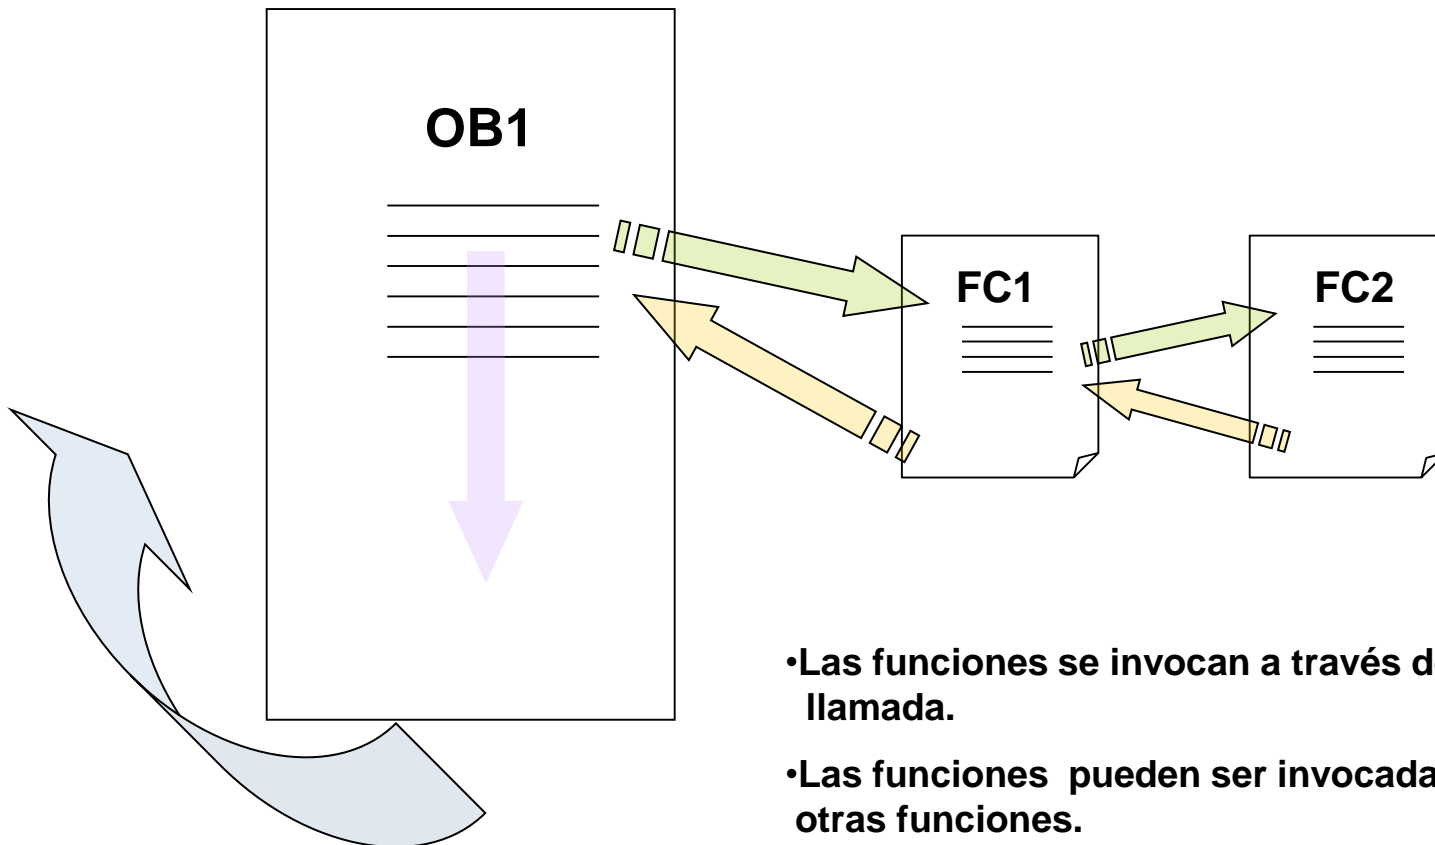 OB1
FC1
FC2
•Las funciones se invocan a través de
llamada.
•Las funciones pueden ser invocada
otras funciones.